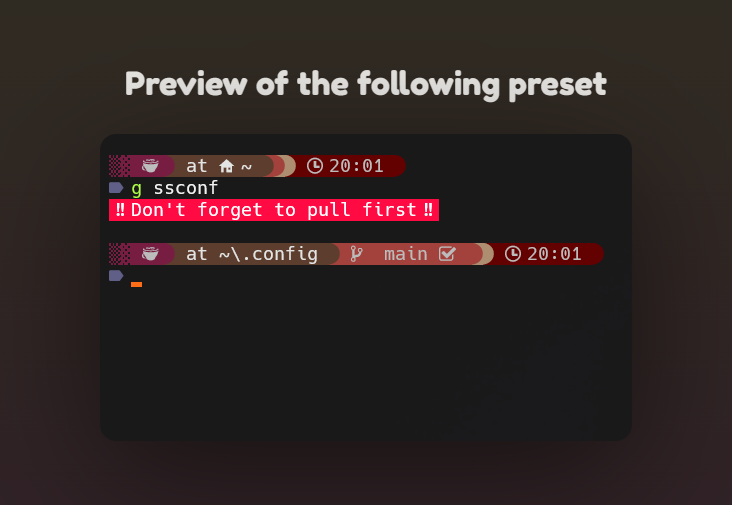 Preview of the following preset
at ~ 20:01
g ssconf
‼Don't forget to pull first‼
at ~\.config main 20:01